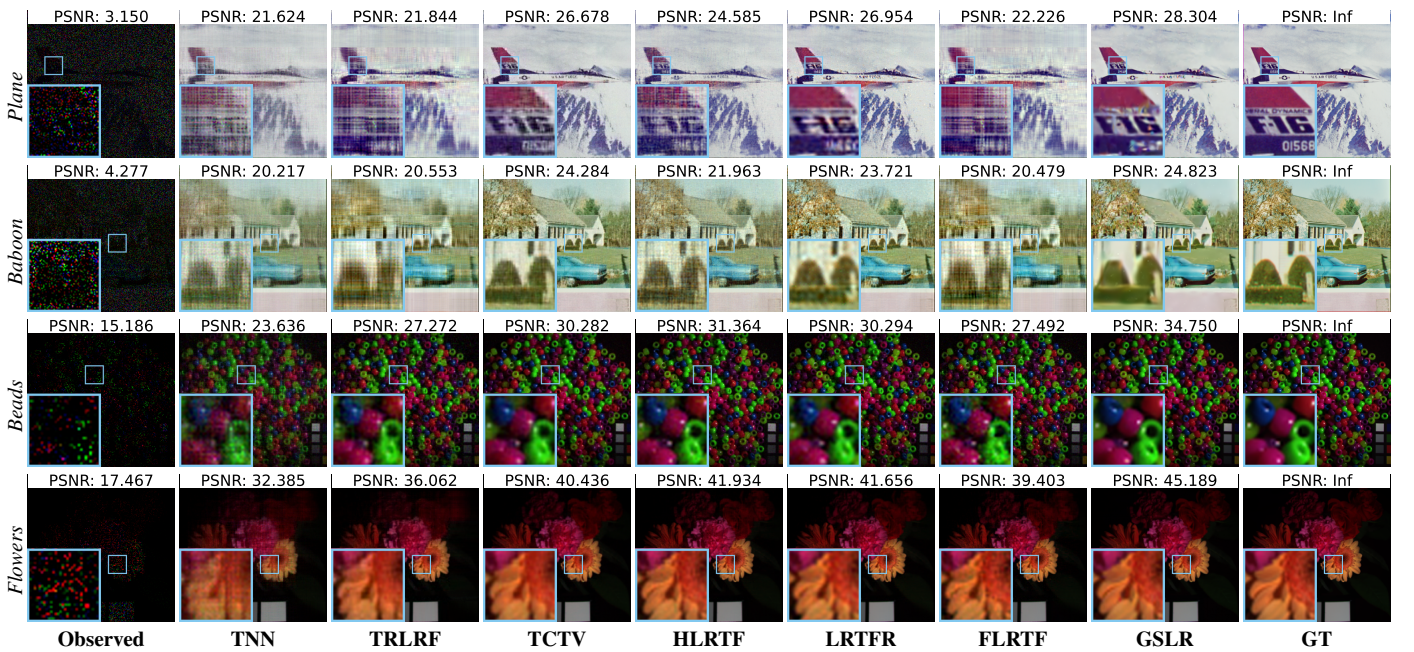 PSNR: 3.150 PSNR: 21.624 PSNR: 21.844 PSNR: 26.678 PSNR: 24.585 PSNR: 26.954 PSNR: 22.226 PSNR: 28.304 PSNR: Inf
Plane
F-16
01568
PSNR: 4.277 PSNR: 20.217 PSNR: 20.553 PSNR: 24.284 PSNR: 21.963 PSNR: 23.721 PSNR: 20.479 PSNR: 24.823 PSNR: Inf
Baboon
PSNR: 15.186 PSNR: 23.636 PSNR: 27.272 PSNR: 30.282 PSNR: 31.364 PSNR: 30.294 PSNR: 27.492 PSNR: 34.750 PSNR: Inf
Beads
PSNR: 17.467 PSNR: 32.385 PSNR: 36.062 PSNR: 40.436 PSNR: 41.934 PSNR: 41.656 PSNR: 39.403 PSNR: 45.189 PSNR: Inf
Flowers
Observed TNN TRLRF TCTV HLRTF LRTFR FLRTF GSLR GT